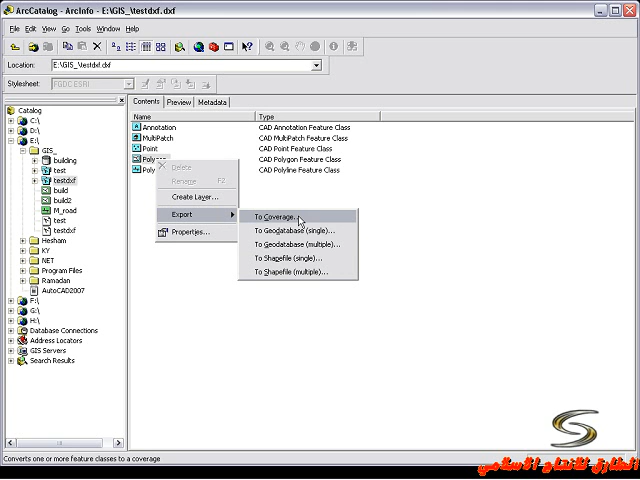 ArcCatalog - ArcInfo - E:\GIS_\testdxf.dxf
File Edit View Go Tools Window Help
Location: E:\GIS_\testdxf.dxf
Stylesheet: FGDC ESRI
Contents Preview Metadata
Name Type
Annotation CAD Annotation Feature Class
MultiPatch CAD MultiPatch Feature Class
Point CAD Point Feature Class
Polygon CAD Polygon Feature Class
Poly CAD Polyline Feature Class
Delete
Rename F2
Create Layer...
Export
Properties...
To Coverage...
To Geodatabase (single)...
To Geodatabase (multiple)...
To Shapefile (single)...
To Shapefile (multiple)...
Catalog
C:\
D:\
E:\
GIS_
building
test
testdxf
build
build2
M_road
test
testdxf
Hesham
KY
NET
Program Files
Ramadan
AutoCAD2007
F:\
G:\
H:\
Database Connections
Address Locators
GIS Servers
Search Results
Converts one or more feature classes to a coverage
الطارق للانتاج الاسلامي